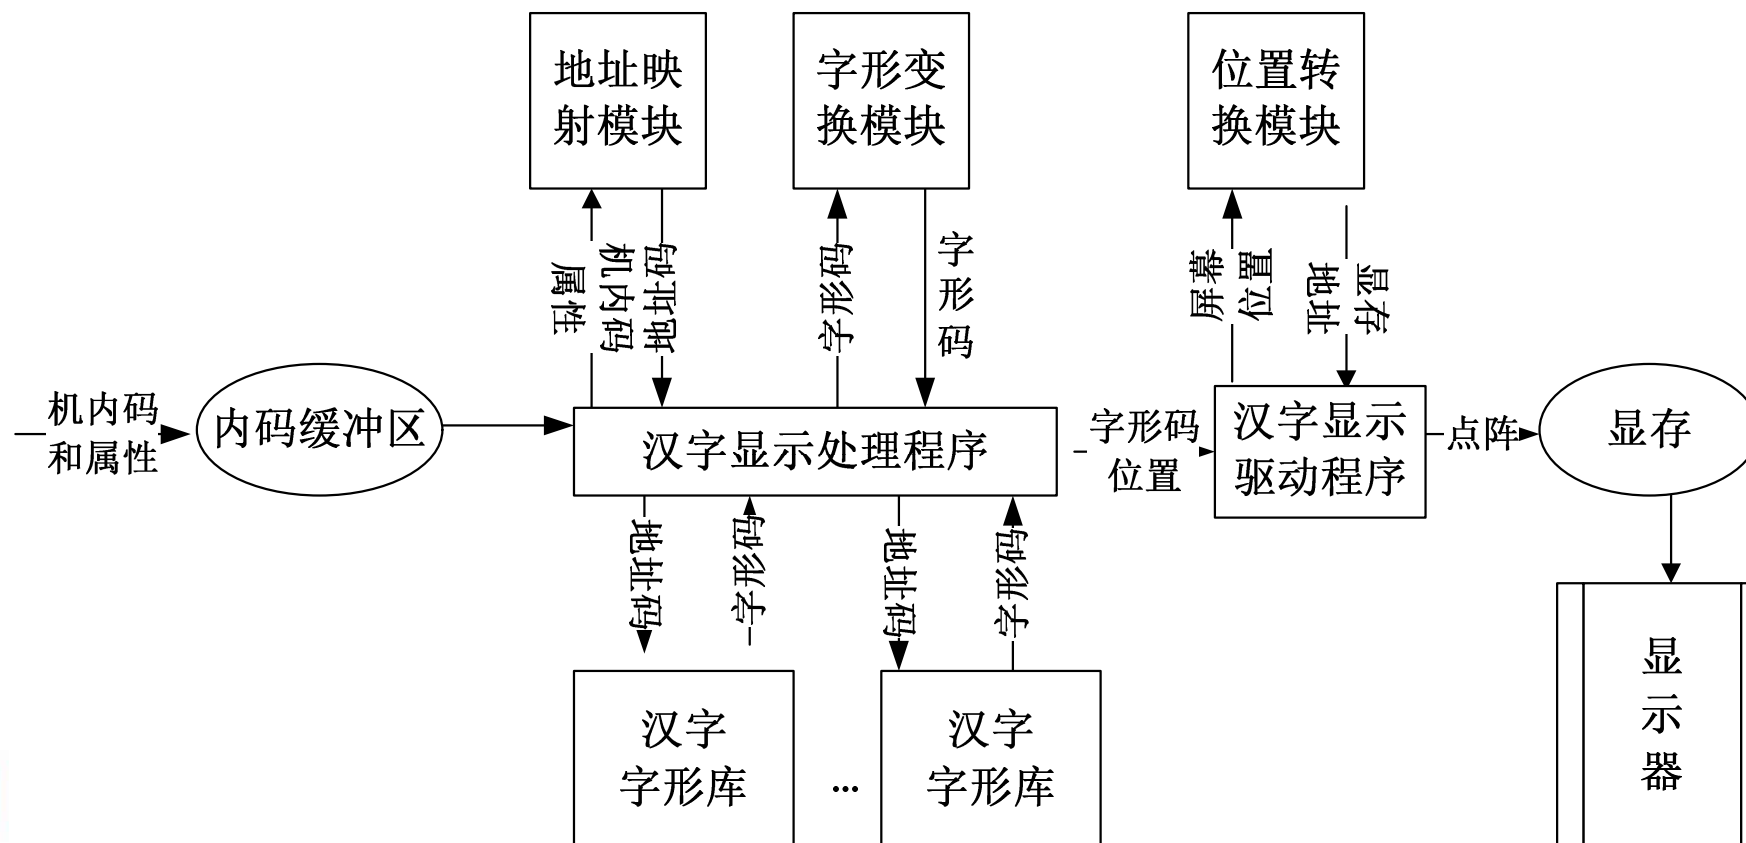 地址映
射模块
字形变
换模块
位置转
换模块
属性
机内码
地址码
字形码
字形码
屏幕
位置
地址
显存
机内码
和属性
内码缓冲区
汉字显示处理程序
字形码
位置
汉字显示
驱动程序
点阵
显存
地址码
字形码
地址码
字形码
汉字
字形库
...
汉字
字形库
显示器